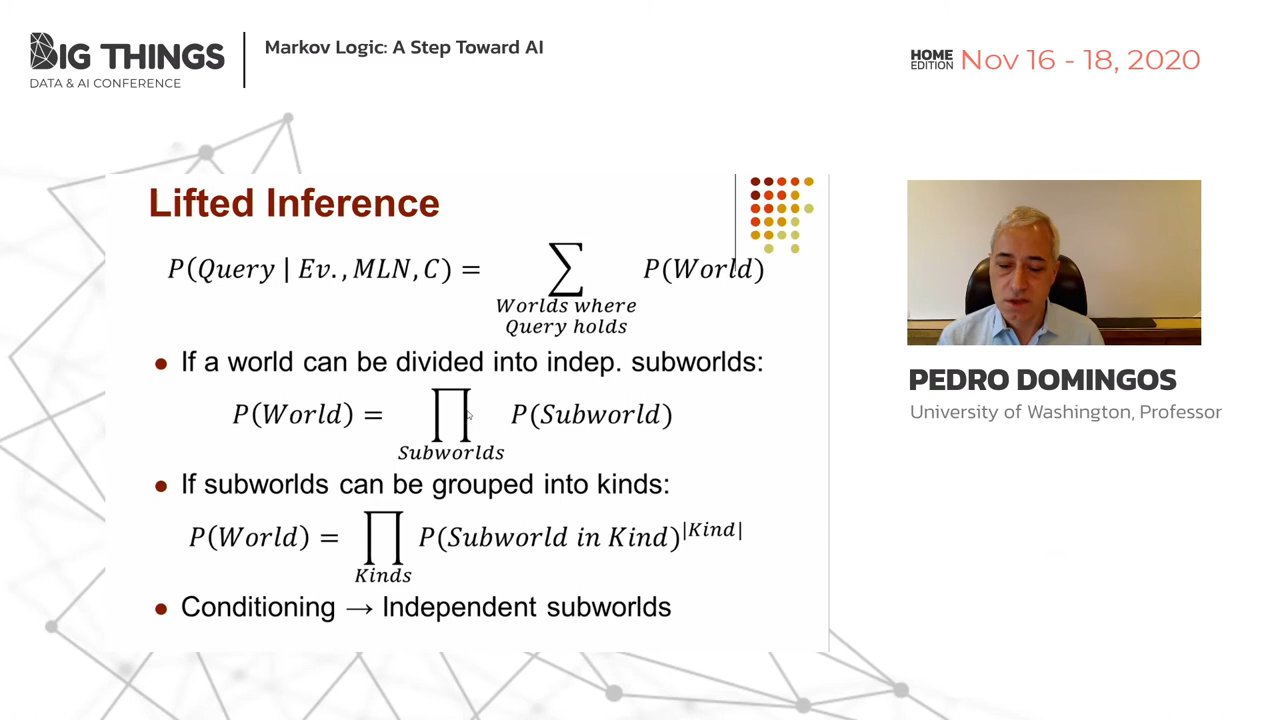 BIG THINGS
DATA & AI CONFERENCE
Markov Logic: A Step Toward AI
HOME
EDITION
Nov 16 - 18, 2020
Lifted Inference
P(Query | Ev., MLN, C) = ∑ P(World)
Worlds where
Query holds
● If a world can be divided into indep. subworlds:
P(World) = ∏ P(Subworld)
Subworlds
● If subworlds can be grouped into kinds:
P(World) = ∏ P(Subworld in Kind)^|Kind|
Kinds
● Conditioning → Independent subworlds
PEDRO DOMINGOS
University of Washington, Professor